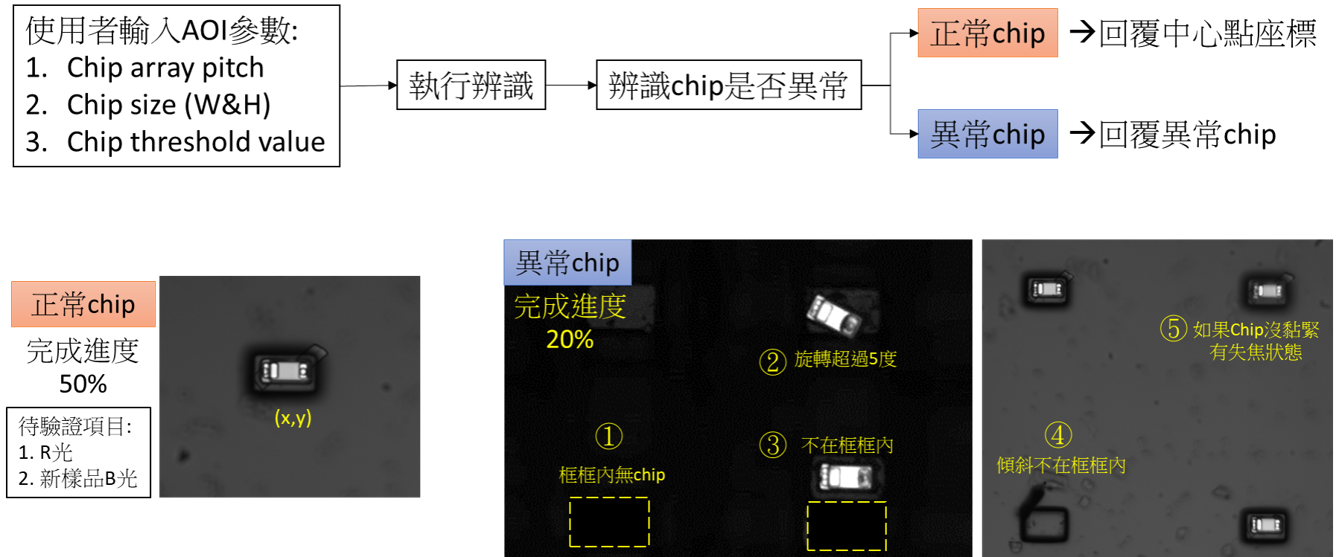 使用者輸入AOI參數:
1. Chip array pitch
2. Chip size (W&H)
3. Chip threshold value
執行辨識
辨識chip是否異常
正常chip →回覆中心點座標
異常chip →回覆異常chip
正常chip
完成進度
50%
待驗證項目:
1. R光
2. 新樣品B光
(x,y)
異常chip
完成進度
20%
② 旋轉超過5度
①
框框內無chip
③ 不在框框內
⑤ 如果Chip沒黏緊
有失焦狀態
④
傾斜不在框框內